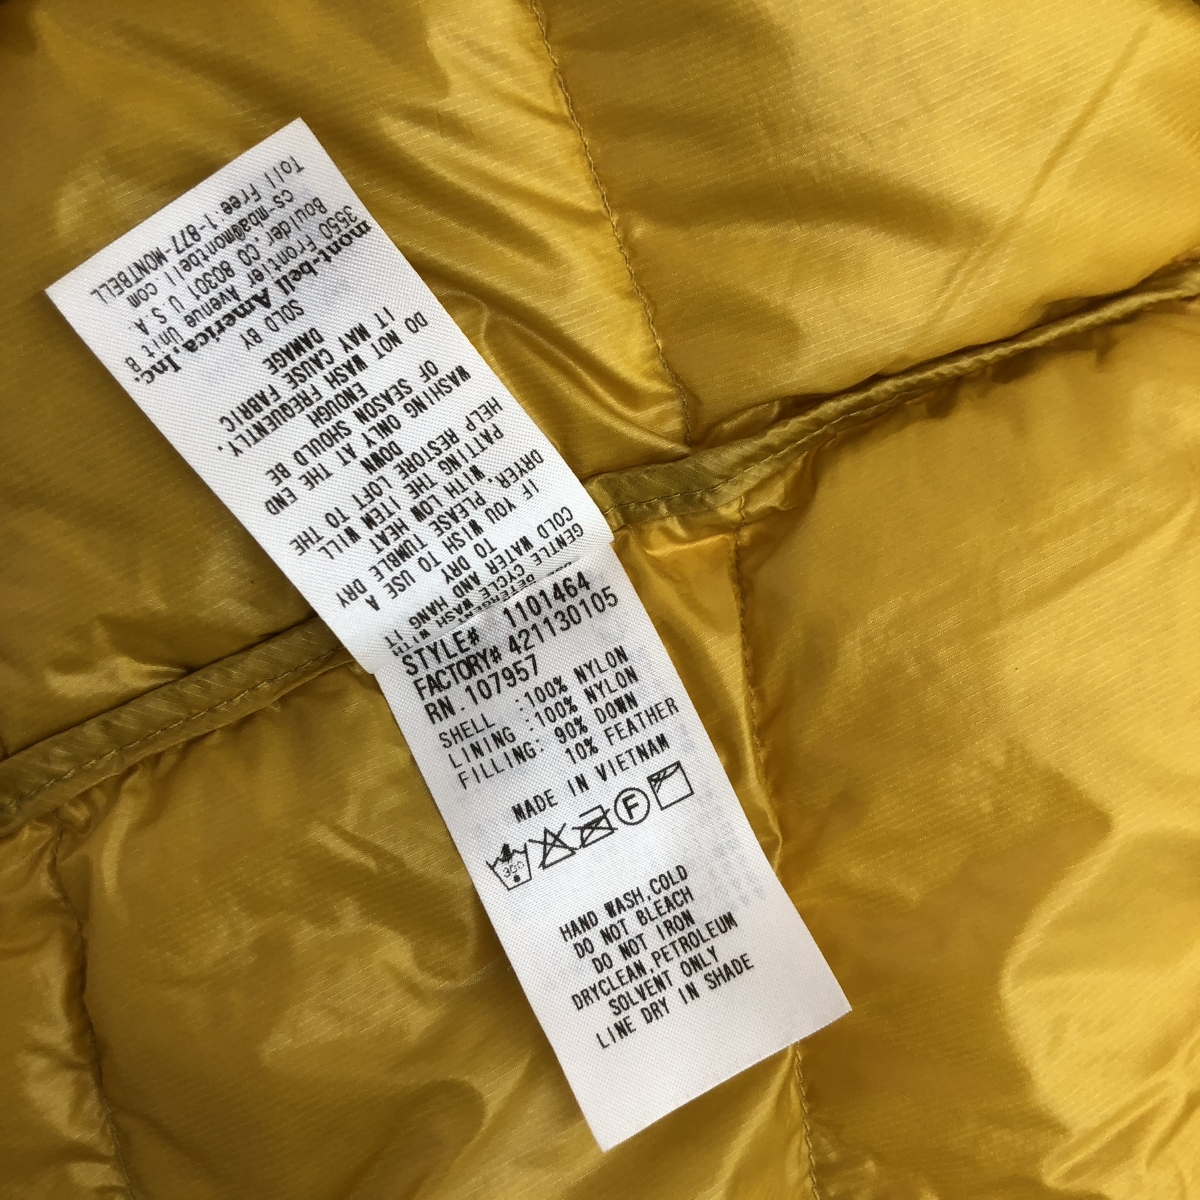 STYLE# 1101464
FACTORY# 421130105
RN. 107957
SHELL :100% NYLON
LINING :100% NYLON
FILLING: 90% DOWN
10% FEATHER
MADE IN VIETNAM
30C
F
HAND WASH,COLD
DO NOT BLEACH
DO NOT IRON
DRYCLEAN,PETROLEUM
SOLVENT ONLY
LINE DRY IN SHADE
DETERGENT WASH WITH
GENTLE CYCLE
COLD WATER AND HANG IT
TO DRY
IF YOU WISH TO USE A
DRYER, PLEASE TUMBLE DRY
WITH LOW HEAT
PATTING THE ITEM WILL
HELP RESTORE LOFT TO THE
DOWN
WASHING ONLY AT THE END
OF SEASON SHOULD BE
ENOUGH
DO NOT WASH FREQUENTLY.
IT MAY CAUSE FABRIC
DAMAGE
SOLD BY
mont-bell America,Inc.
3550 Frontier Avenue Unit B
Boulder,CO 80301 U.S.A.
cs.mba@montbell.com
Toll Free:1-877-MONTBELL